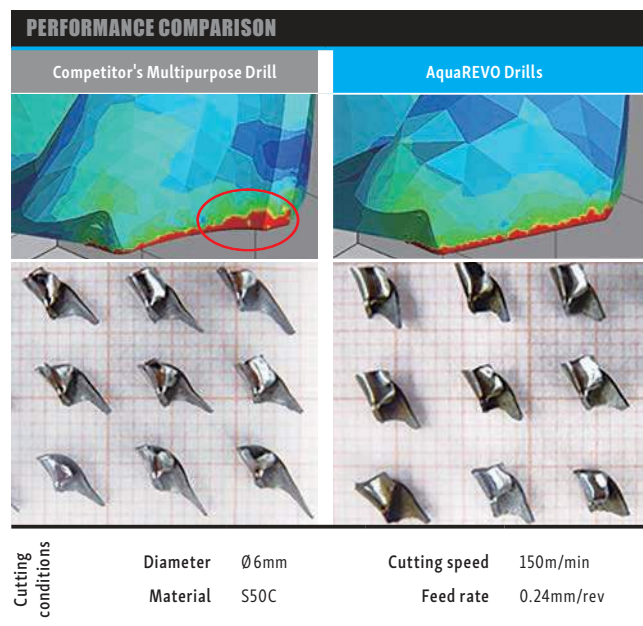 PERFORMANCE COMPARISON
Competitor's Multipurpose Drill
AquaREVO Drills
Cutting
conditions
Diameter Ø6mm
Cutting speed 150m/min
Material S50C
Feed rate 0.24mm/rev